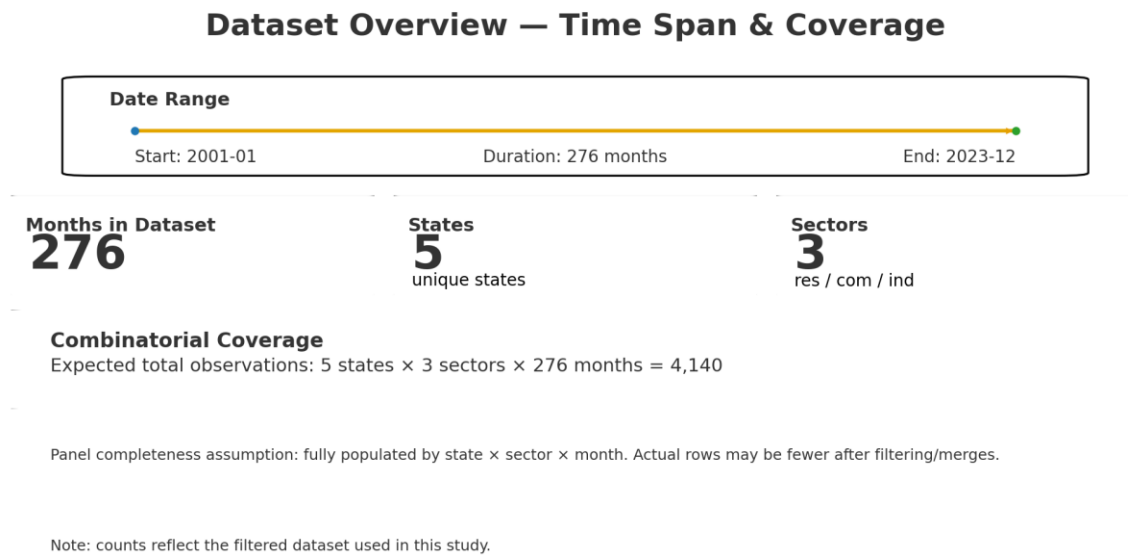 Dataset Overview — Time Span & Coverage
Date Range
Start: 2001-01
Duration: 276 months
End: 2023-12
Months in Dataset
276
States
5
unique states
Sectors
3
res / com / ind
Combinatorial Coverage
Expected total observations: 5 states × 3 sectors × 276 months = 4,140
Panel completeness assumption: fully populated by state × sector × month. Actual rows may be fewer after filtering/merges.
Note: counts reflect the filtered dataset used in this study.